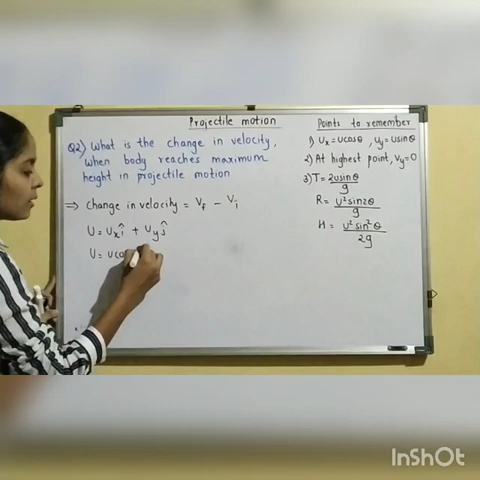 Projectile motion
Q2) What is the change in velocity,
when body reaches maximum
height in projectile motion
⇒ Change in velocity = Vf - Vi
U = Uxî + Uyĵ
U = ucos
Points to remember
1) Ux = Ucosθ, Uy = Usinθ
2) At highest point, Vy = 0
3) T = 2usinθ/g
R = U²sin2θ/g
H = U²sin²θ/2g
InShOt